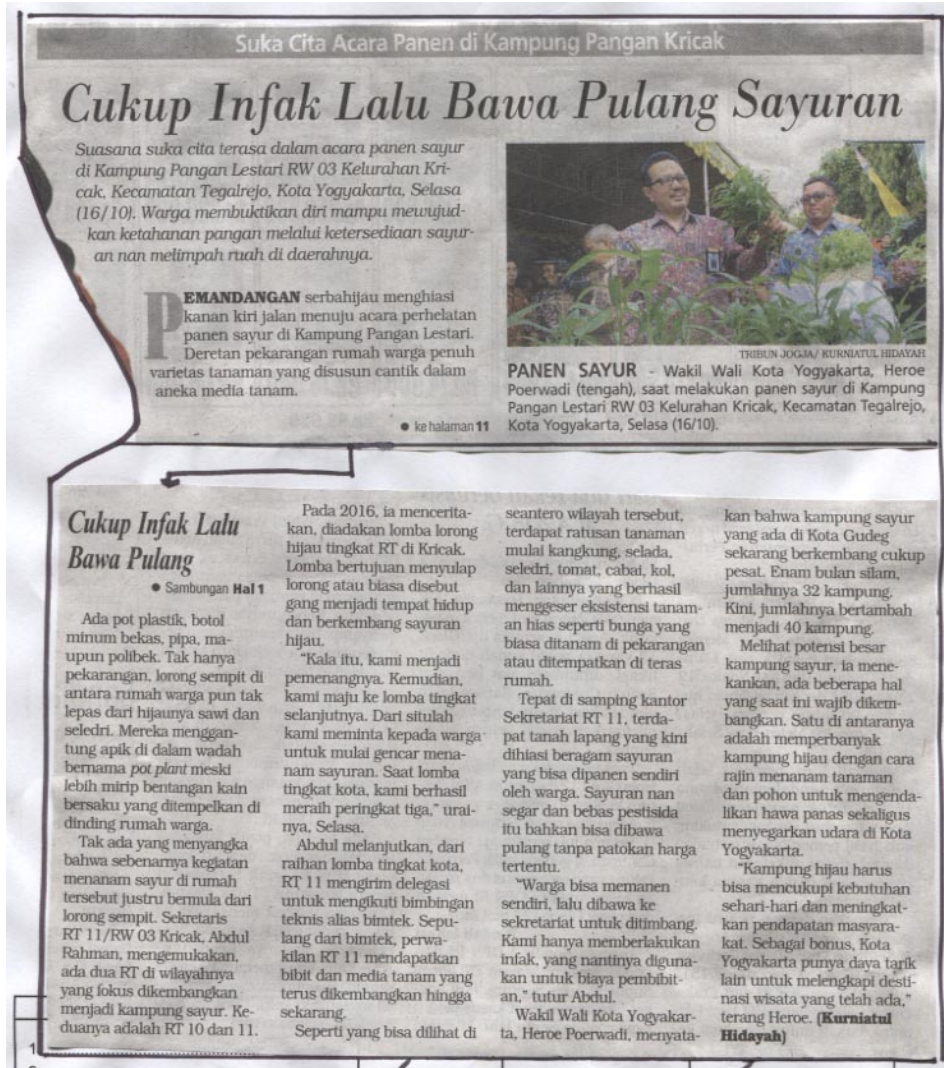 Suka Cita Acara Panen di Kampung Pangan Kricak
Cukup Infak Lalu Bawa Pulang Sayuran
Suasana suka cita terasa dalam acara panen sayur
di Kampung Pangan Lestari RW 03 Kelurahan Kri-
cak, Kecamatan Tegalrejo, Kota Yogyakarta, Selasa
(16/10). Warga membuktikan diri mampu mewujud-
kan ketahanan pangan melalui ketersediaan sayur-
an nan melimpah ruah di daerahnya.
PEMANDANGAN serbahijau menghiasi
kanan kiri jalan menuju acara perhelatan
panen sayur di Kampung Pangan Lestari.
Deretan pekarangan rumah warga penuh
varietas tanaman yang disusun cantik dalam
aneka media tanam.
● ke halaman 11
TRIBUN JOGJA/ KURNIATUL HIDAYAH
PANEN SAYUR - Wakil Wali Kota Yogyakarta, Heroe
Poerwadi (tengah), saat melakukan panen sayur di Kampung
Pangan Lestari RW 03 Kelurahan Kricak, Kecamatan Tegalrejo,
Kota Yogyakarta, Selasa (16/10).
Cukup Infak Lalu
Bawa Pulang
● Sambungan Hal 1
Ada pot plastik, botol
minum bekas, pipa, ma-
upun polibek. Tak hanya
pekarangan, lorong sempit di
antara rumah warga pun tak
lepas dari hijaunya sawi dan
seledri. Mereka menggan-
tung apik di dalam wadah
bernama pot plant meski
lebih mirip bentangan kain
bersaku yang ditempelkan di
dinding rumah warga.
Tak ada yang menyangka
bahwa sebenarnya kegiatan
menanam sayur di rumah
tersebut justru bermula dari
lorong sempit. Sekretaris
RT 11/RW 03 Kricak, Abdul
Rahman, mengemukakan,
ada dua RT di wilayahnya
yang fokus dikembangkan
menjadi kampung sayur. Ke-
duanya adalah RT 10 dan 11.
Pada 2016, ia mencerita-
kan, diadakan lomba lorong
hijau tingkat RT di Kricak.
Lomba bertujuan menyulap
lorong atau biasa disebut
gang menjadi tempat hidup
dan berkembang sayuran
hijau.
"Kala itu, kami menjadi
pemenangnya. Kemudian,
kami maju ke lomba tingkat
selanjutnya. Dari situlah
kami meminta kepada warga
untuk mulai gencar mena-
nam sayuran. Saat lomba
tingkat kota, kami berhasil
meraih peringkat tiga," urai-
nya, Selasa.
Abdul melanjutkan, dari
raihan lomba tingkat kota,
RT 11 mengirim delegasi
untuk mengikuti bimbingan
teknis alias bimtek. Sepu-
lang dari bimtek, perwa-
kilan RT 11 mendapatkan
bibit dan media tanam yang
terus dikembangkan hingga
sekarang.
Seperti yang bisa dilihat di
seantero wilayah tersebut,
terdapat ratusan tanaman
mulai kangkung, selada,
seledri, tomat, cabai, kol,
dan lainnya yang berhasil
menggeser eksistensi tanam-
an hias seperti bunga yang
biasa ditanam di pekarangan
atau ditempatkan di teras
rumah.
Tepat di samping kantor
Sekretariat RT 11, terda-
pat tanah lapang yang kini
dihiasi beragam sayuran
yang bisa dipanen sendiri
oleh warga. Sayuran nan
segar dan bebas pestisida
itu bahkan bisa dibawa
pulang tanpa patokan harga
tertentu.
"Warga bisa memanen
sendiri, lalu dibawa ke
sekretariat untuk ditimbang.
Kami hanya memberlakukan
infak, yang nantinya diguna-
kan untuk biaya pembibit-
an," tutur Abdul.
Wakil Wali Kota Yogyakar-
ta, Heroe Poerwadi, menyata-
kan bahwa kampung sayur
yang ada di Kota Gudeg
sekarang berkembang cukup
pesat. Enam bulan silam,
jumlahnya 32 kampung.
Kini, jumlahnya bertambah
menjadi 40 kampung.
Melihat potensi besar
kampung sayur, ia mene-
kankan, ada beberapa hal
yang saat ini wajib dikem-
bangkan. Satu di antaranya
adalah memperbanyak
kampung hijau dengan cara
rajin menanam tanaman
dan pohon untuk mengenda-
likan hawa panas sekaligus
menyegarkan udara di Kota
Yogyakarta.
"Kampung hijau harus
bisa mencukupi kebutuhan
sehari-hari dan meningkat-
kan pendapatan masyara-
kat. Sebagai bonus, Kota
Yogyakarta punya daya tarik
lain untuk melengkapi desti-
nasi wisata yang telah ada,"
terang Heroe. (Kurniatul
Hidayah)
1